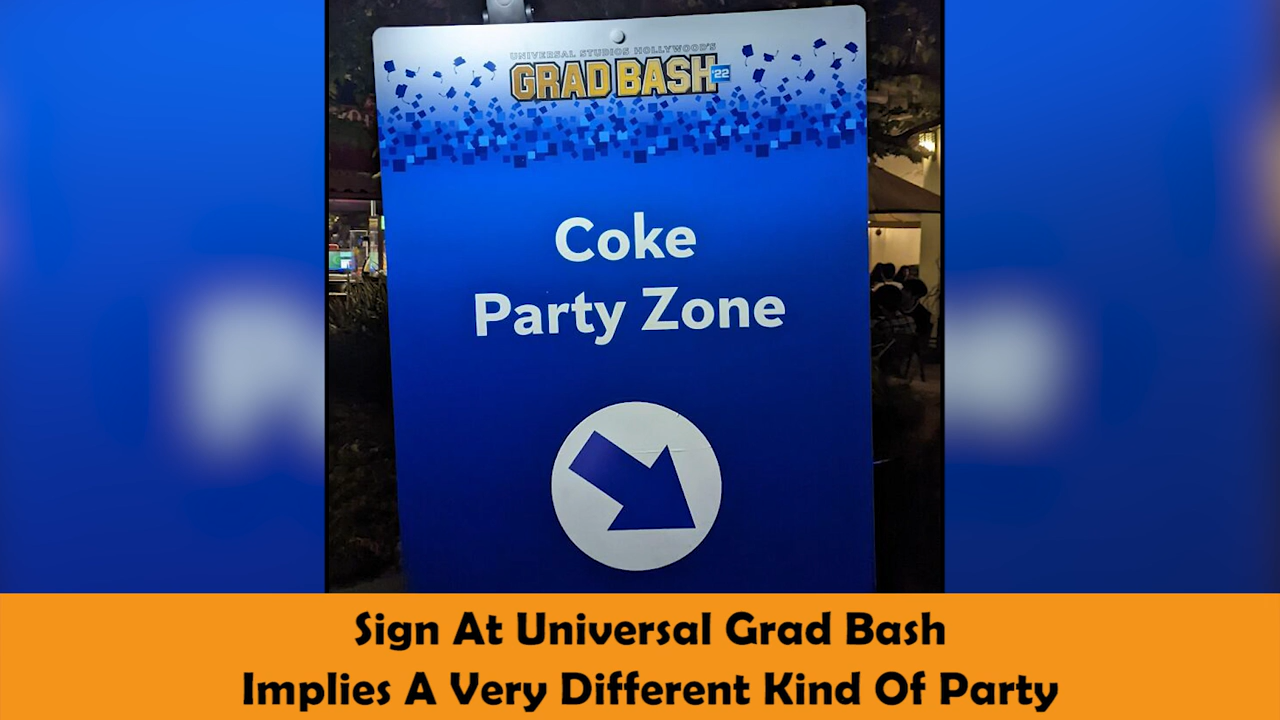 UNIVERSAL STUDIOS HOLLYWOOD'S
GRAD BASH '22
Coke
Party Zone
Sign At Universal Grad Bash
Implies A Very Different Kind Of Party